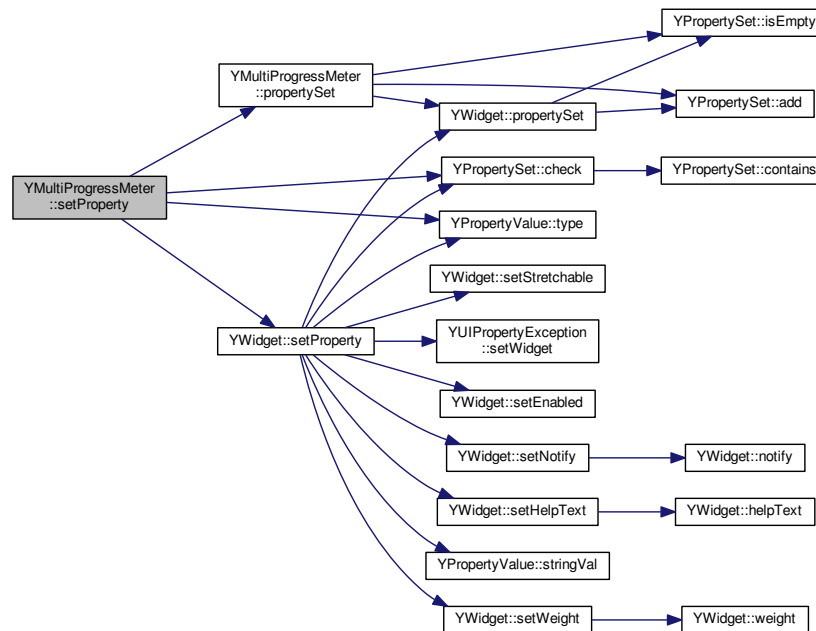 YMultiProgressMeter
::setProperty
YMultiProgressMeter
::propertySet
YWidget::setProperty
YWidget::propertySet
YPropertySet::check
YPropertyValue::type
YWidget::setStretchable
YUIPropertyException
::setWidget
YWidget::setEnabled
YWidget::setNotify
YWidget::setHelpText
YPropertyValue::stringVal
YWidget::setWeight
YPropertySet::isEmpty
YPropertySet::add
YPropertySet::contains
YWidget::notify
YWidget::helpText
YWidget::weight